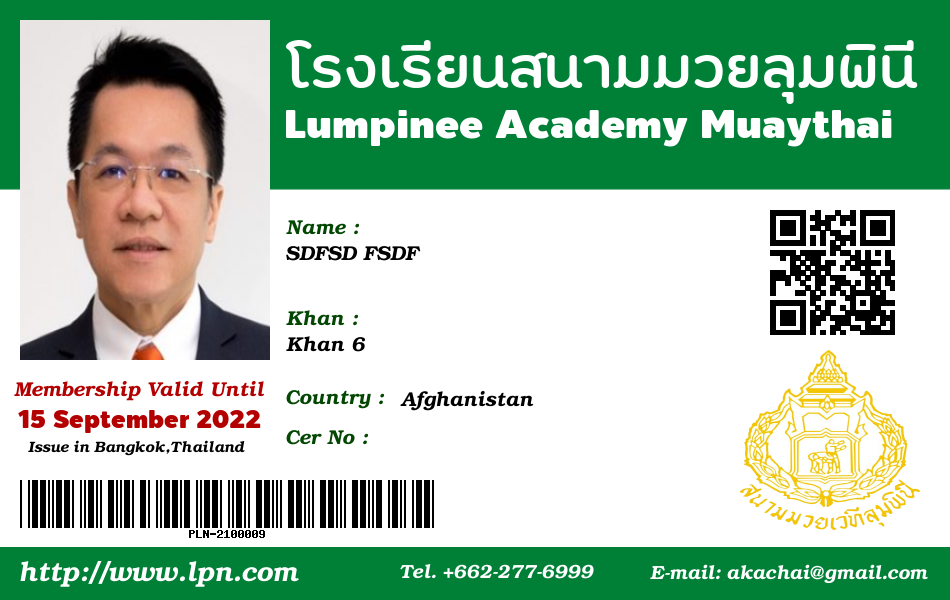 โรงเรียนสนามมวยลุมพินี
Lumpinee Academy Muaythai
Name :
SDFSD FSDF
Khan :
Khan 6
Membership Valid Until
15 September 2022
Issue in Bangkok,Thailand
Country : Afghanistan
Cer No :
สนามมวยเวทีลุมพินี
PLN-2100009
http://www.lpn.com Tel. +662-277-6999 E-mail: akachai@gmail.com